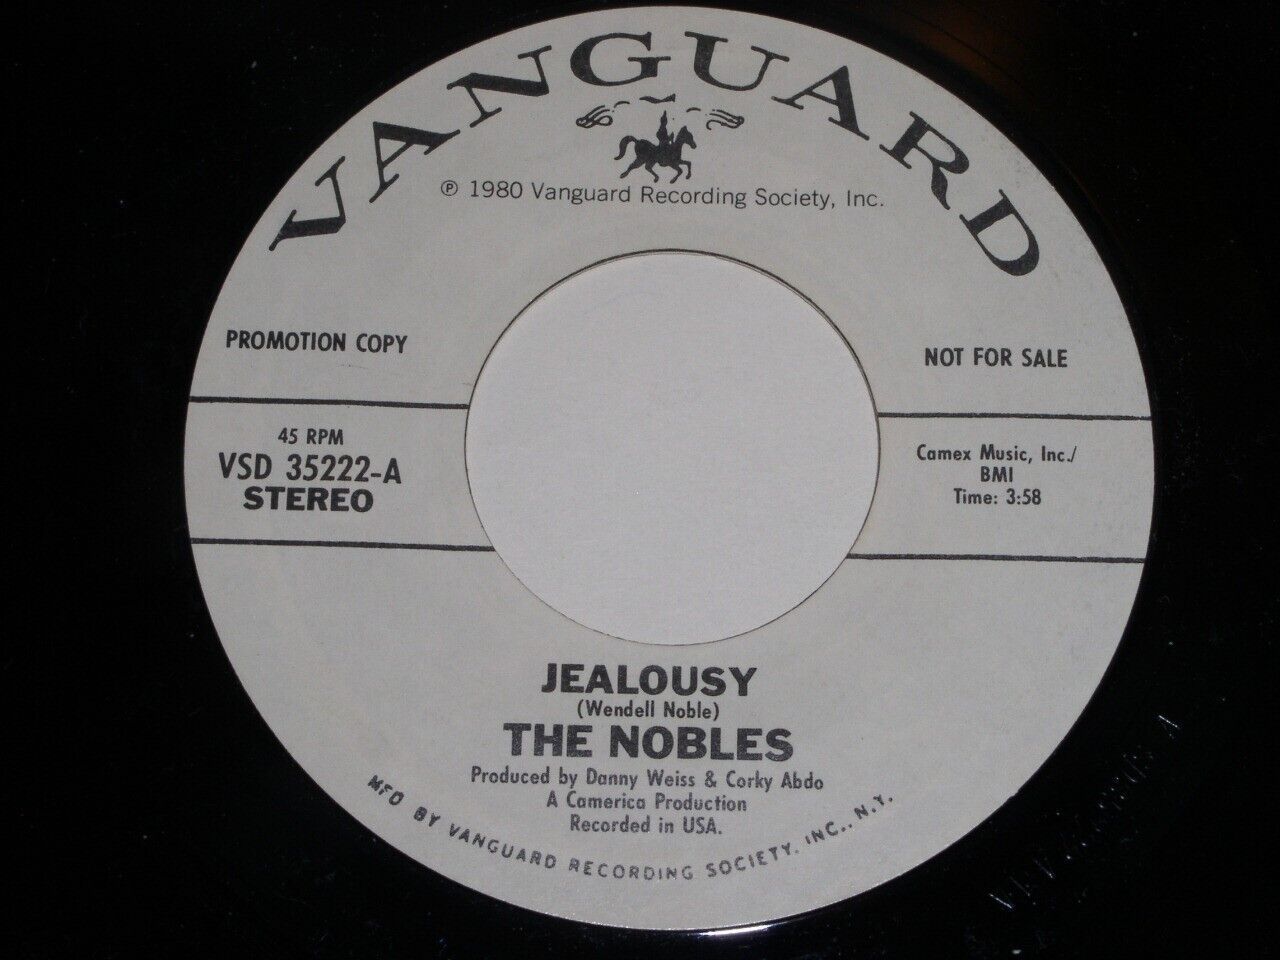 VANGUARD
℗ 1980 Vanguard Recording Society, Inc.
PROMOTION COPY
NOT FOR SALE
45 RPM
VSD 35222-A
STEREO
Camex Music, Inc./
BMI
Time: 3:58
JEALOUSY
(Wendell Noble)
THE NOBLES
Produced by Danny Weiss & Corky Abdo
A Camerica Production
Recorded in USA.
MFD BY VANGUARD RECORDING SOCIETY, INC., N.Y.